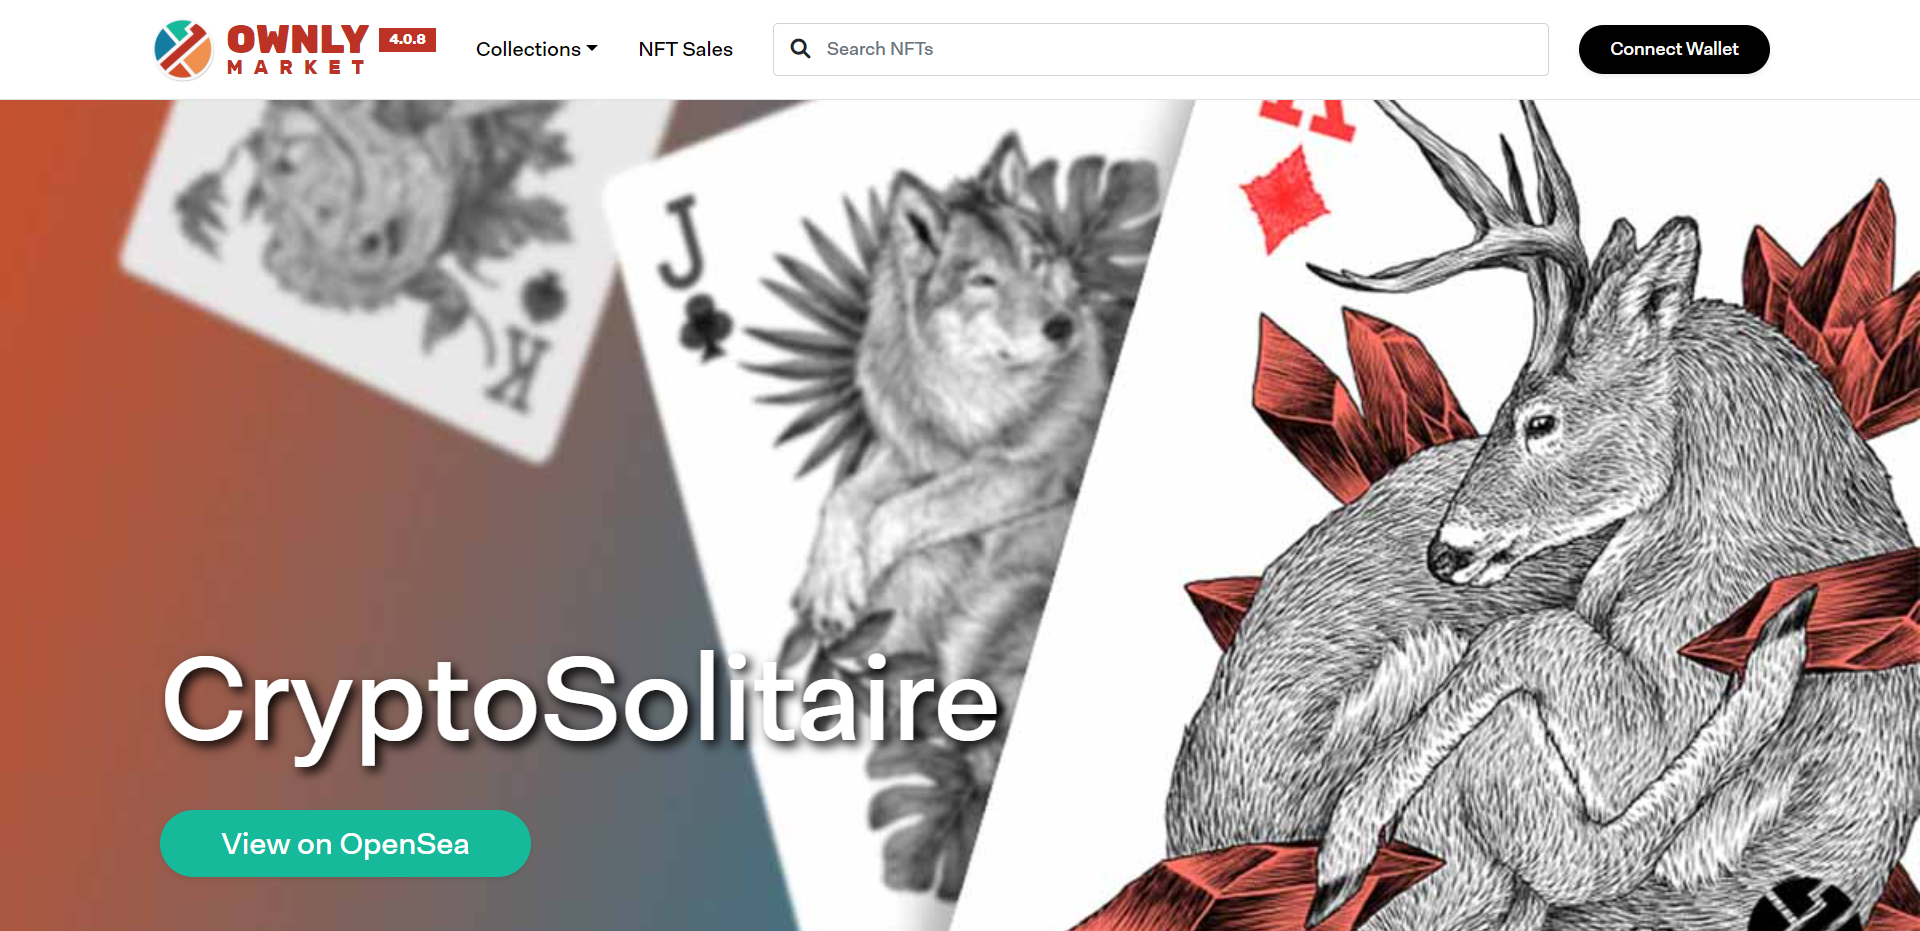 OWNLY
MARKET
4.0.8
Collections
NFT Sales
Search NFTs
Connect Wallet
K
J
CryptoSolitaire
View on OpenSea